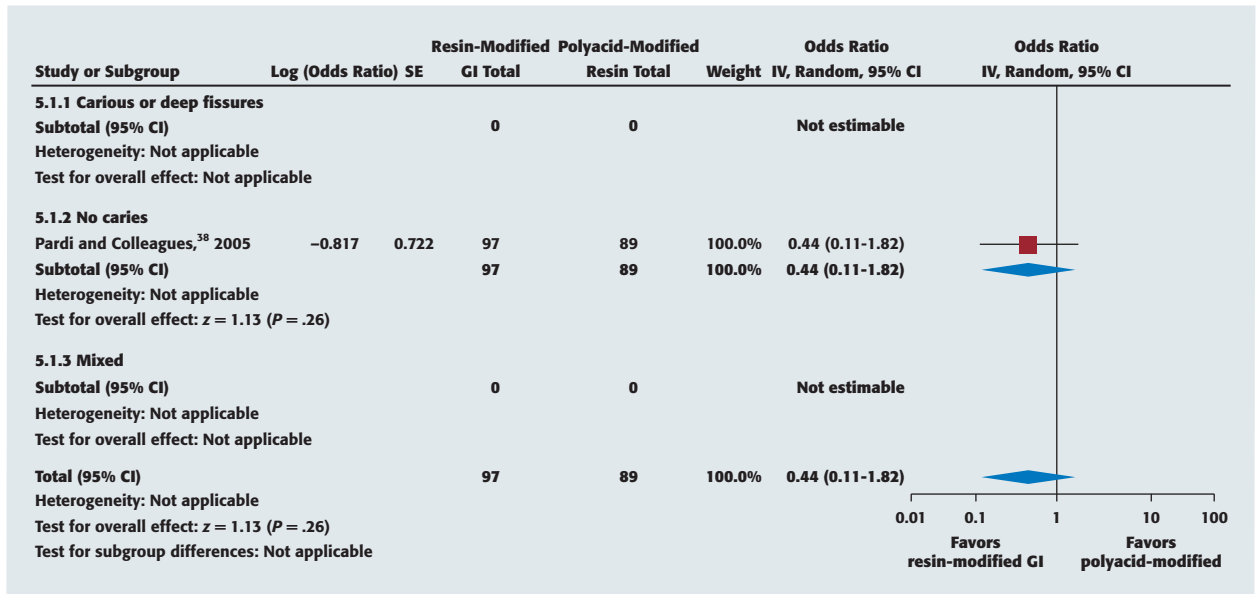 Resin-Modified Polyacid-Modified Odds Ratio Odds Ratio
Study or Subgroup Log (Odds Ratio) SE GI Total Resin Total Weight IV, Random, 95% CI IV, Random, 95% CI
5.1.1 Carious or deep fissures
Subtotal (95% CI) 0 0 Not estimable
Heterogeneity: Not applicable
Test for overall effect: Not applicable
5.1.2 No caries
Pardi and Colleagues,38 2005 −0.817 0.722 97 89 100.0% 0.44 (0.11-1.82)
Subtotal (95% CI) 97 89 100.0% 0.44 (0.11-1.82)
Heterogeneity: Not applicable
Test for overall effect: z = 1.13 (P = .26)
5.1.3 Mixed
Subtotal (95% CI) 0 0 Not estimable
Heterogeneity: Not applicable
Test for overall effect: Not applicable
Total (95% CI) 97 89 100.0% 0.44 (0.11-1.82)
Heterogeneity: Not applicable
Test for overall effect: z = 1.13 (P = .26)
Test for subgroup differences: Not applicable
0.01 0.1 1 10 100
Favors Favors
resin-modified GI polyacid-modified